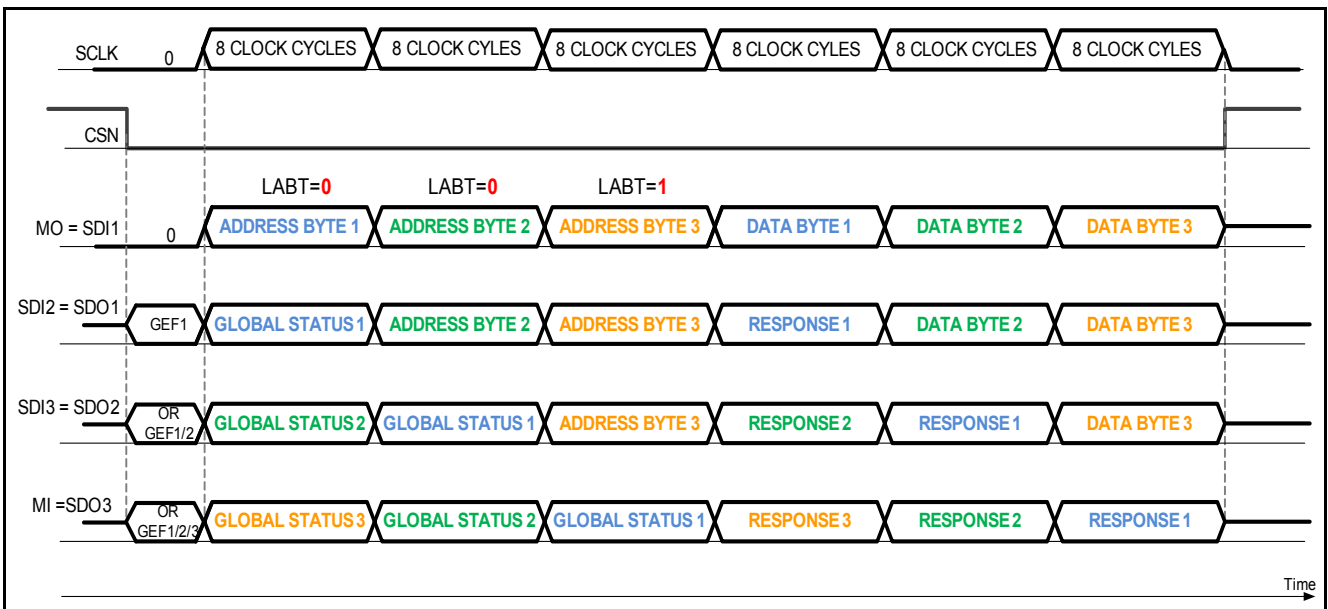 SCLK 0 8 CLOCK CYCLES 8 CLOCK CYLES 8 CLOCK CYCLES 8 CLOCK CYLES 8 CLOCK CYLES 8 CLOCK CYLES
CSN
LABT=0 LABT=0 LABT=1
MO = SDI1 0 ADDRESS BYTE 1 ADDRESS BYTE 2 ADDRESS BYTE 3 DATA BYTE 1 DATA BYTE 2 DATA BYTE 3
SDI2 = SDO1 GEF1 GLOBAL STATUS 1 ADDRESS BYTE 2 ADDRESS BYTE 3 RESPONSE 1 DATA BYTE 2 DATA BYTE 3
SDI3 = SDO2 OR GEF1/2 GLOBAL STATUS 2 GLOBAL STATUS 1 ADDRESS BYTE 3 RESPONSE 2 RESPONSE 1 DATA BYTE 3
MI =SDO3 OR GEF1/2/3 GLOBAL STATUS 3 GLOBAL STATUS 2 GLOBAL STATUS 1 RESPONSE 3 RESPONSE 2 RESPONSE 1
Time